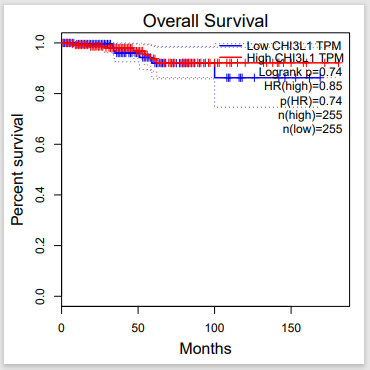 Overall Survival
Low CHI3L1 TPM
High CHI3L1 TPM
Logrank p=0.74
HR(high)=0.85
p(HR)=0.74
n(high)=255
n(low)=255
Percent survival
1.0
0.8
0.6
0.4
0.2
0.0
0 50 100 150
Months